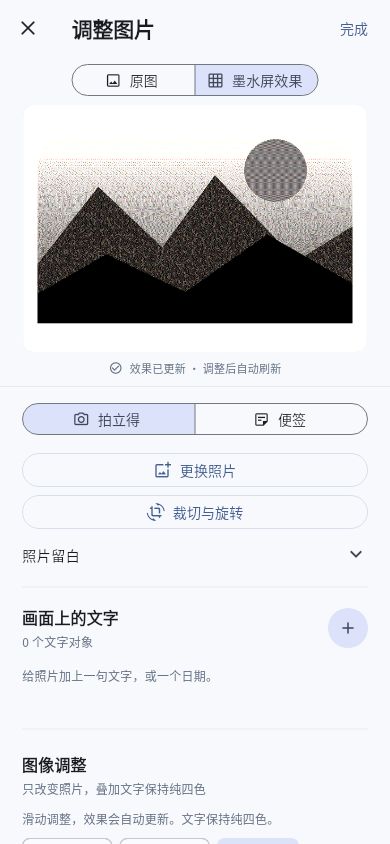 调整图片
完成
原图
墨水屏效果
效果已更新 · 调整后自动刷新
拍立得
便签
更换照片
裁切与旋转
照片留白
画面上的文字
0 个文字对象
给照片加上一句文字，或一个日期。
图像调整
只改变照片，叠加文字保持纯四色
滑动调整，效果会自动更新。文字保持纯四色。